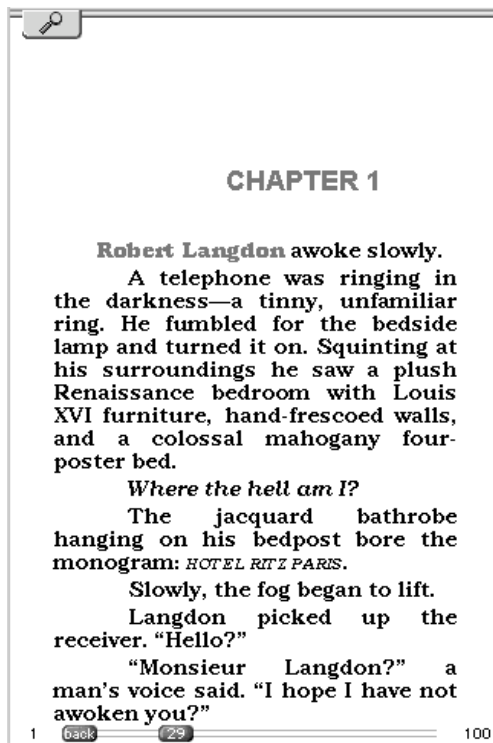 CHAPTER 1
Robert Langdon awoke slowly.
A telephone was ringing in
the darkness—a tinny, unfamiliar
ring. He fumbled for the bedside
lamp and turned it on. Squinting at
his surroundings he saw a plush
Renaissance bedroom with Louis
XVI furniture, hand-frescoed walls,
and a colossal mahogany four-
poster bed.
Where the hell am I?
The jacquard bathrobe
hanging on his bedpost bore the
monogram: HOTEL RITZ PARIS.
Slowly, the fog began to lift.
Langdon picked up the
receiver. “Hello?”
“Monsieur Langdon?” a
man’s voice said. “I hope I have not
awoken you?”
1 back 29 100